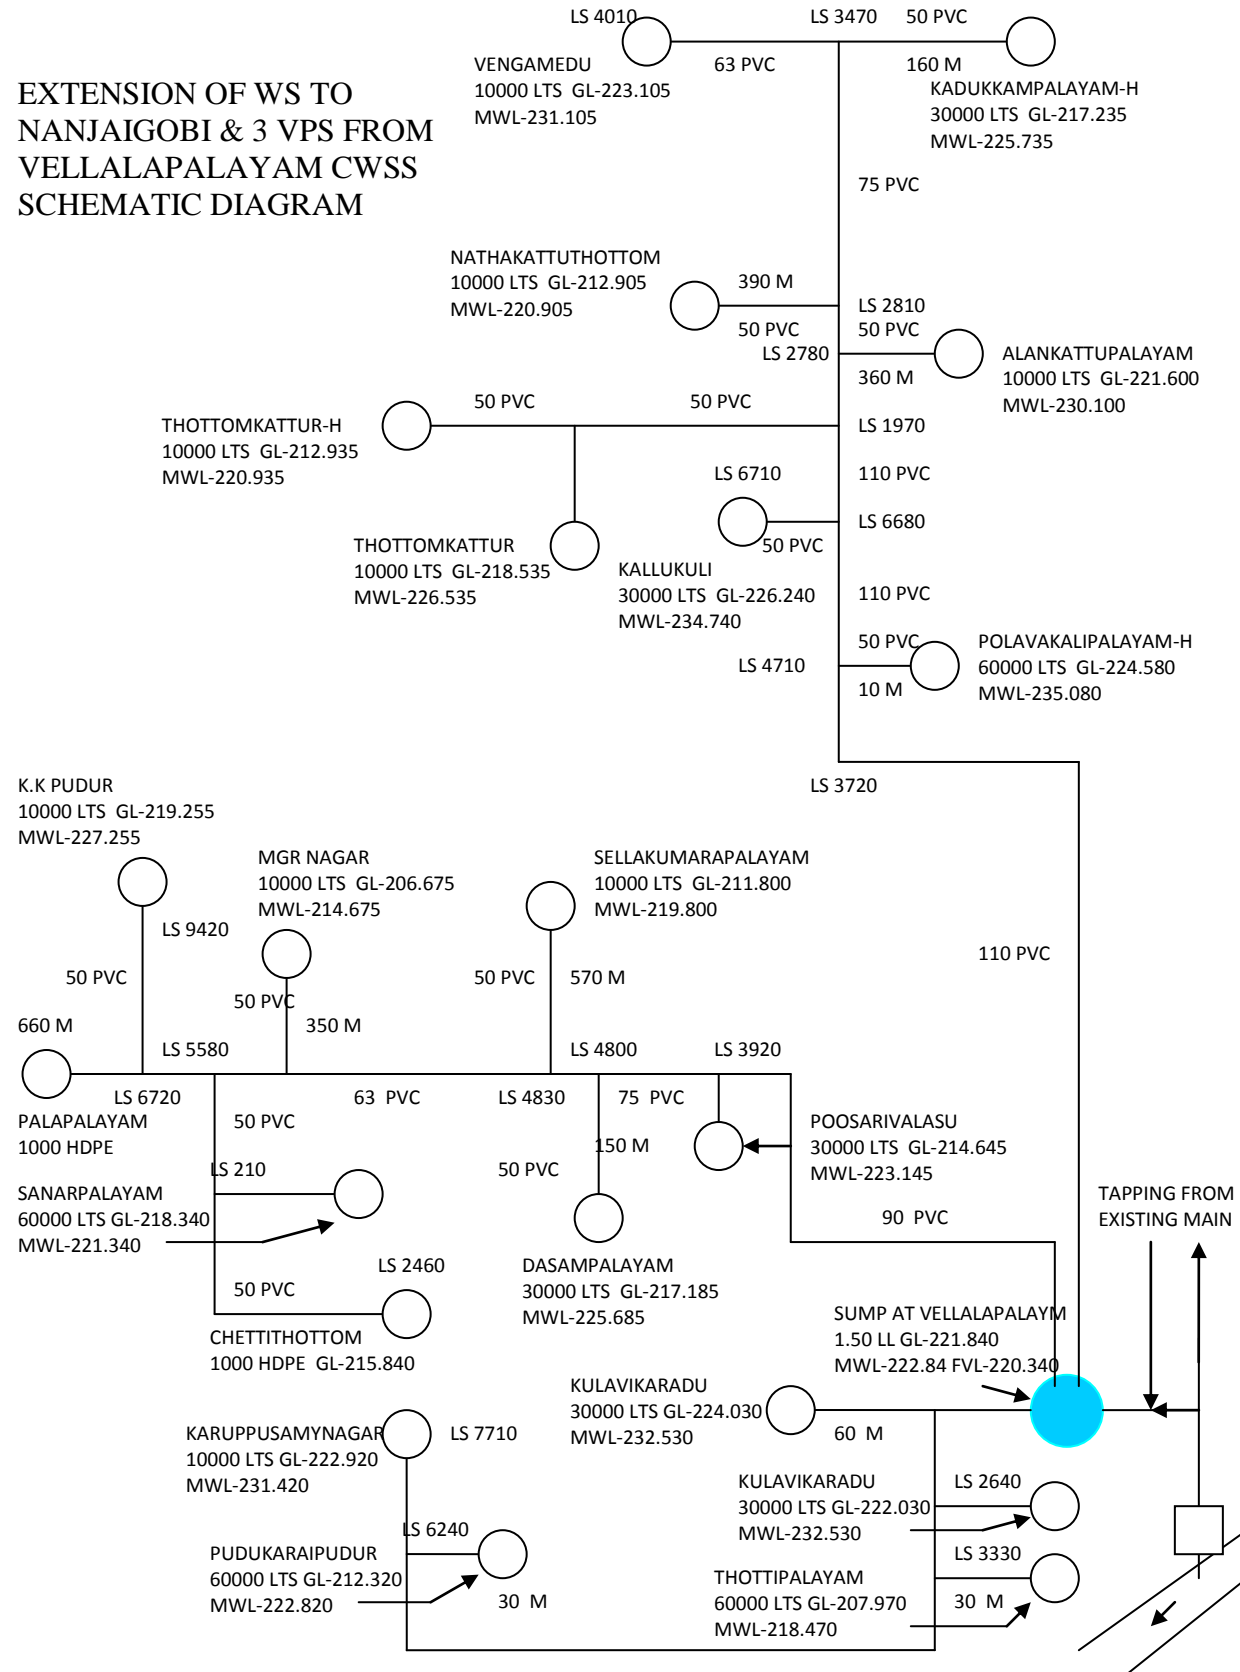 LS 4010
LS 3470
50 PVC
VENGAMEDU
10000 LTS GL-223.105
MWL-231.105
63 PVC
160 M
KADUKKAMPALAYAM-H
30000 LTS GL-217.235
MWL-225.735
EXTENSION OF WS TO
NANJAIGOBI & 3 VPS FROM
VELLALAPALAYAM CWSS
SCHEMATIC DIAGRAM
75 PVC
NATHAKATTUTHOTTOM
10000 LTS GL-212.905
MWL-220.905
390 M
50 PVC
LS 2810
50 PVC
LS 2780
360 M
ALANKATTUPALAYAM
10000 LTS GL-221.600
MWL-230.100
50 PVC
50 PVC
THOTTOMKATTUR-H
10000 LTS GL-212.935
MWL-220.935
LS 1970
LS 6710
110 PVC
LS 6680
50 PVC
THOTTOMKATTUR
10000 LTS GL-218.535
MWL-226.535
KALLUKULI
30000 LTS GL-226.240
MWL-234.740
110 PVC
50 PVC
LS 4710
10 M
POLAVAKALIPALAYAM-H
60000 LTS GL-224.580
MWL-235.080
LS 3720
K.K PUDUR
10000 LTS GL-219.255
MWL-227.255
MGR NAGAR
10000 LTS GL-206.675
MWL-214.675
SELLAKUMARAPALAYAM
10000 LTS GL-211.800
MWL-219.800
LS 9420
110 PVC
50 PVC
50 PVC
50 PVC
570 M
660 M
350 M
LS 5580
LS 4800
LS 3920
LS 6720
63 PVC
LS 4830
75 PVC
PALAPALAYAM
1000 HDPE
50 PVC
150 M
POOSARIVALASU
30000 LTS GL-214.645
MWL-223.145
LS 210
50 PVC
SANARPALAYAM
60000 LTS GL-218.340
MWL-221.340
TAPPING FROM
EXISTING MAIN
90 PVC
LS 2460
50 PVC
DASAMPALAYAM
30000 LTS GL-217.185
MWL-225.685
CHETTITHOTTOM
1000 HDPE GL-215.840
SUMP AT VELLALAPALAYM
1.50 LL GL-221.840
MWL-222.84 FVL-220.340
KULAVIKARADU
30000 LTS GL-224.030
MWL-232.530
60 M
KARUPPUSAMYNAGAR
10000 LTS GL-222.920
MWL-231.420
LS 7710
KULAVIKARADU
30000 LTS GL-222.030
MWL-232.530
LS 2640
LS 6240
PUDUKARAIPUDUR
60000 LTS GL-212.320
MWL-222.820
30 M
LS 3330
THOTTIPALAYAM
60000 LTS GL-207.970
MWL-218.470
30 M